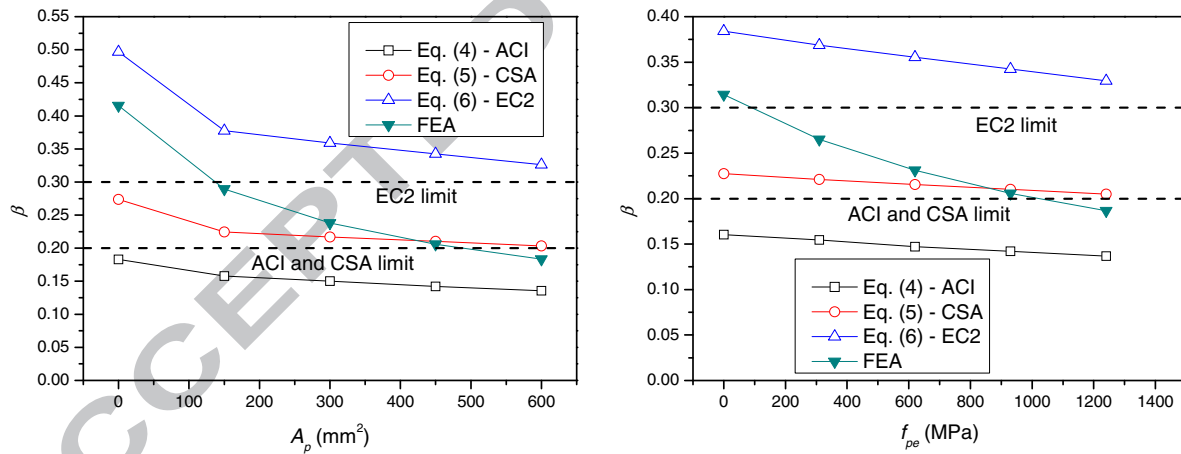 0.55
0.50
0.45
0.40
0.35
0.30
0.25
0.20
0.15
0.10
0.05
0.00
β
Eq. (4) - ACI
Eq. (5) - CSA
Eq. (6) - EC2
FEA
EC2 limit
ACI and CSA limit
0 100 200 300 400 500 600
A_p (mm²)
CCEPTED
0.40
0.35
0.30
0.25
0.20
0.15
0.10
0.05
0.00
β
EC2 limit
ACI and CSA limit
Eq. (4) - ACI
Eq. (5) - CSA
Eq. (6) - EC2
FEA
0 200 400 600 800 1000 1200 1400
f_pe (MPa)